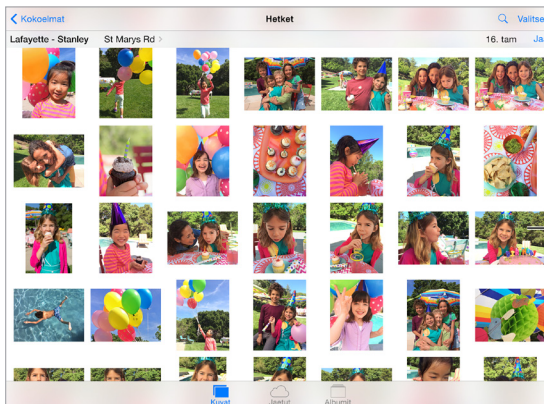 Kokoelmat
Hetket
Valitse
Lafayette - Stanley
St Marys Rd
16. tam
Ja
Kuvat
Jaetut
Albumit